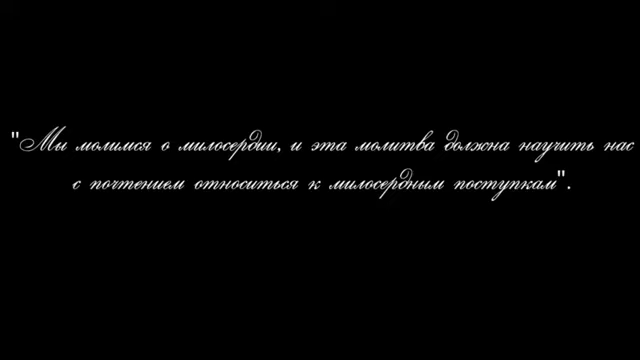 "Мы молимся о милосердии, и эта молитва должна научить нас
с почтением относиться к милосердным поступкам".